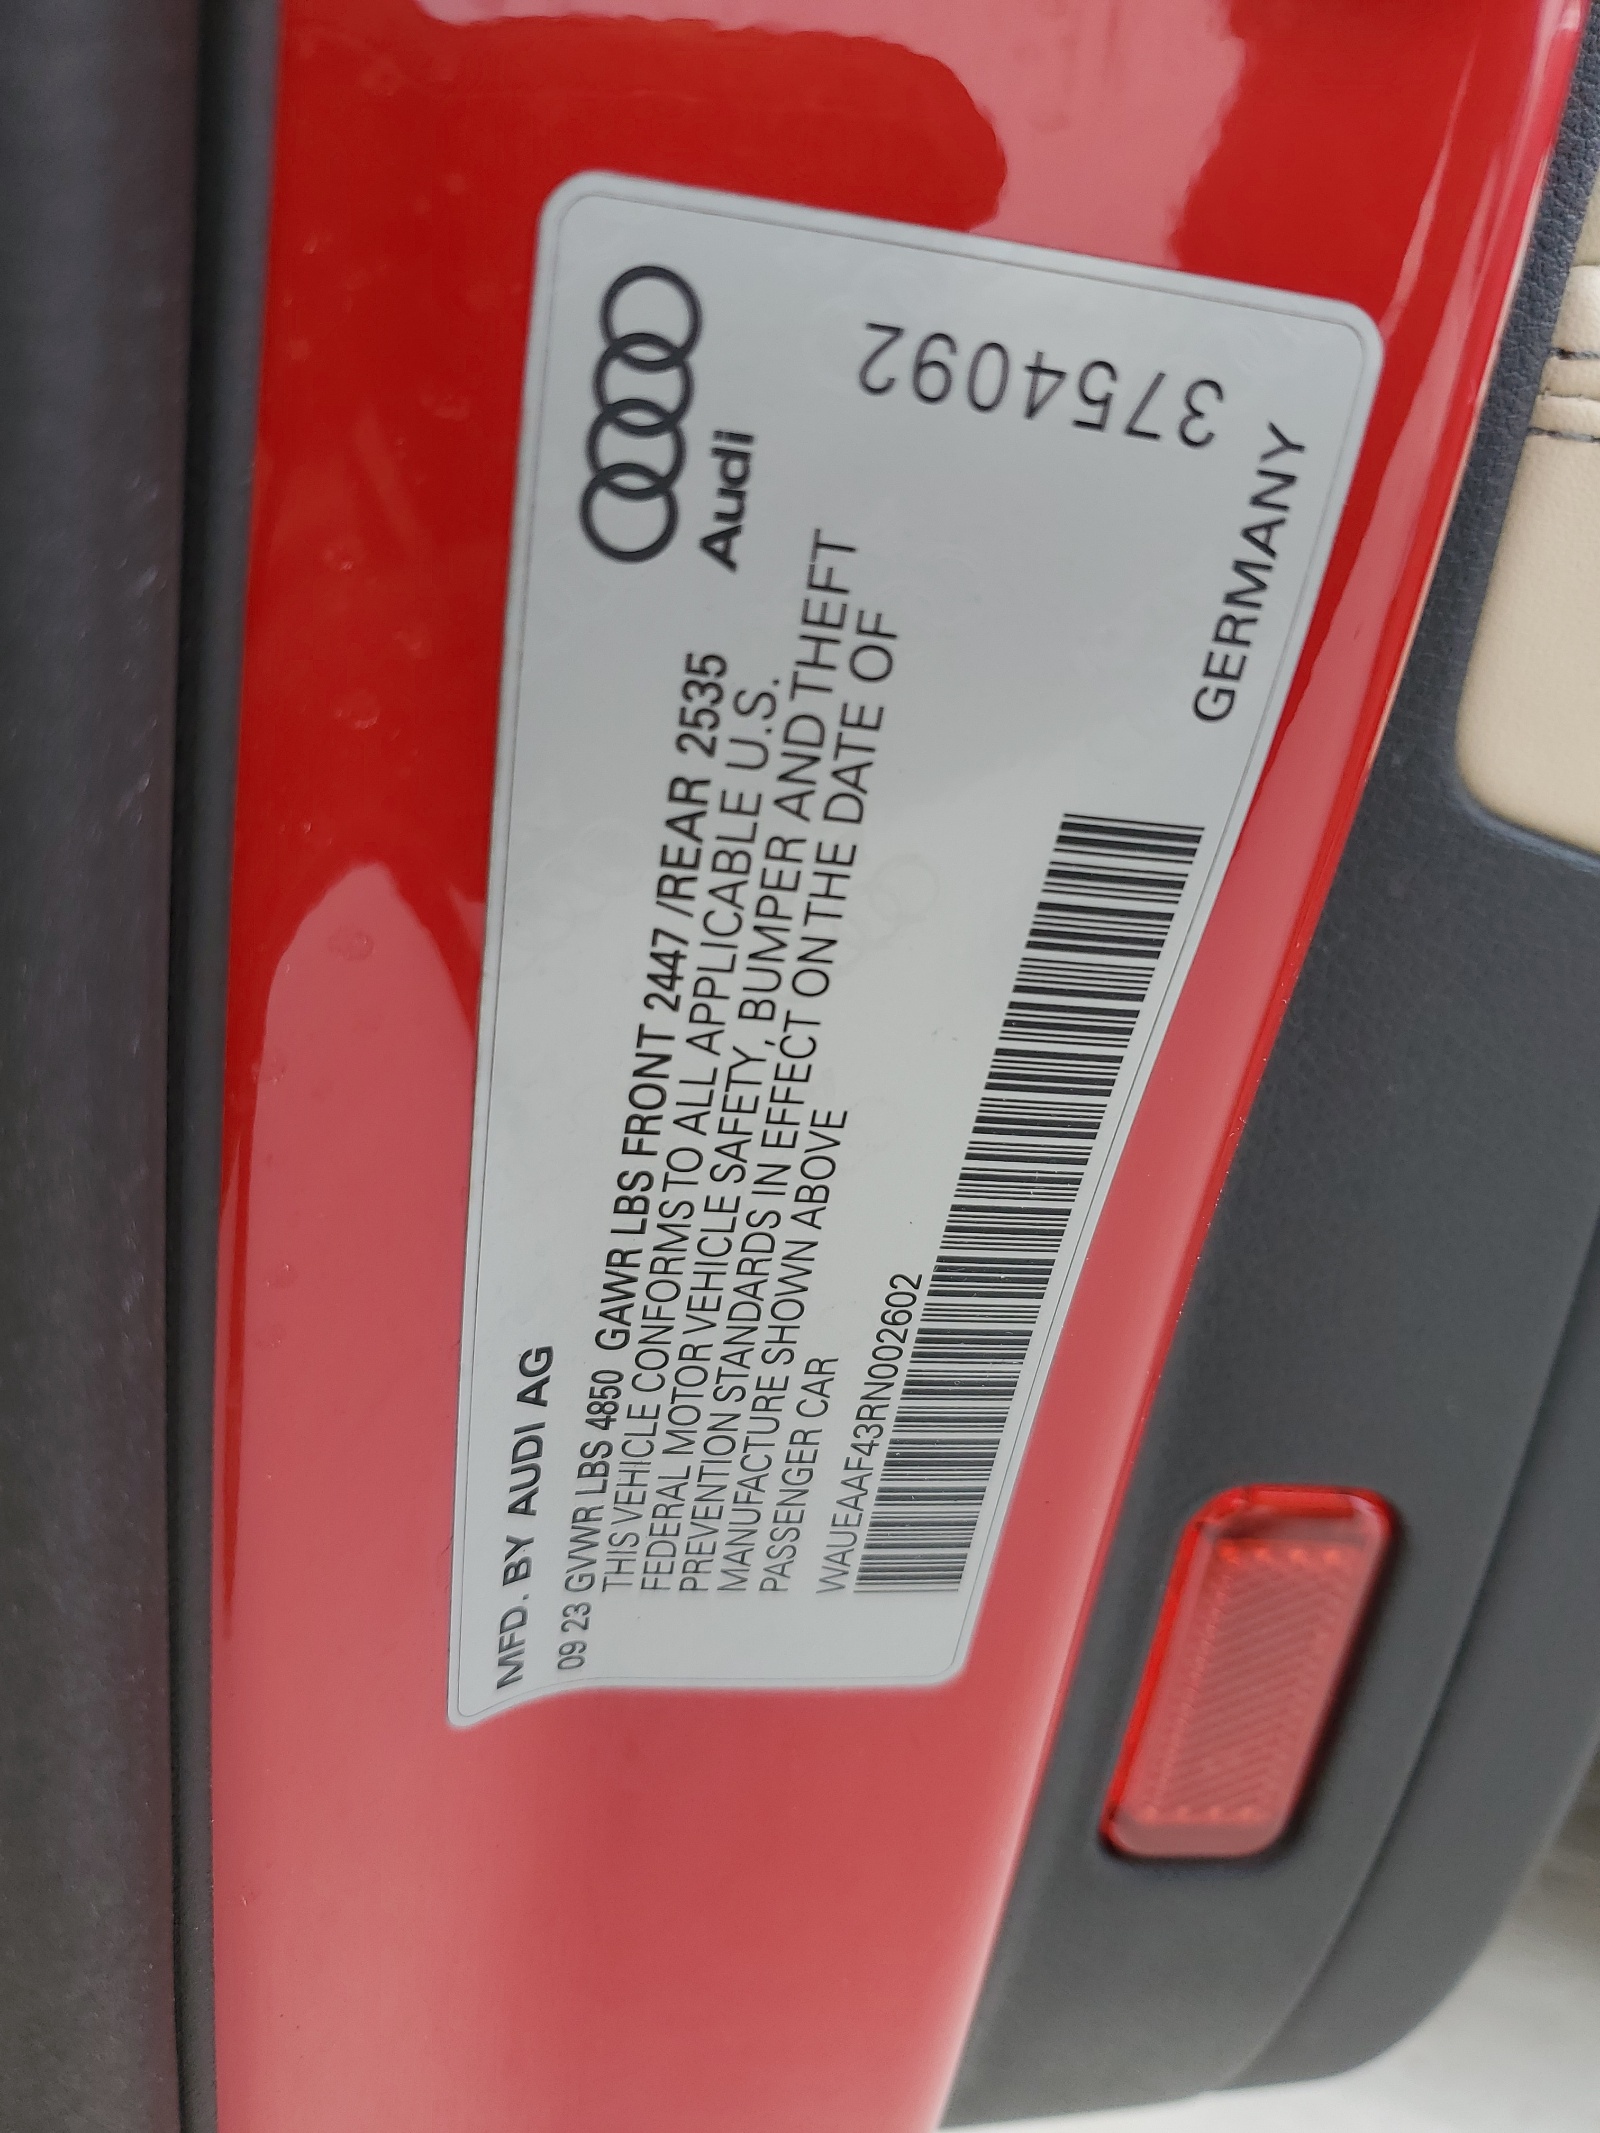 MFD. BY AUDI AG
09 23 GVWR LBS 4850 GAWR LBS FRONT 2447 /REAR 2535
THIS VEHICLE CONFORMS TO ALL APPLICABLE U.S.
FEDERAL MOTOR VEHICLE SAFETY, BUMPER AND THEFT
PREVENTION STANDARDS IN EFFECT ON THE DATE OF
MANUFACTURE SHOWN ABOVE
PASSENGER CAR
WAUEAAF43RN002602
Audi
3754092
GERMANY